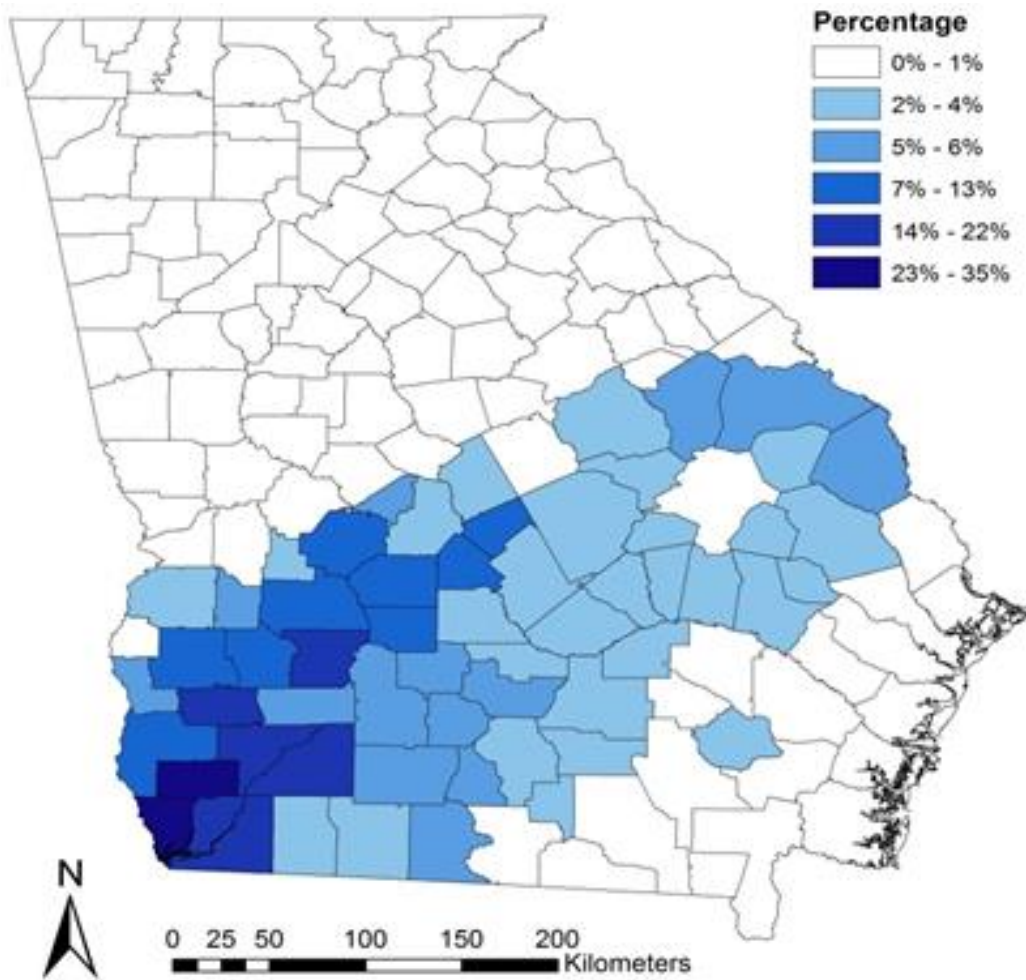 Percentage
0% - 1%
2% - 4%
5% - 6%
7% - 13%
14% - 22%
23% - 35%
N
0 25 50 100 150 200
Kilometers